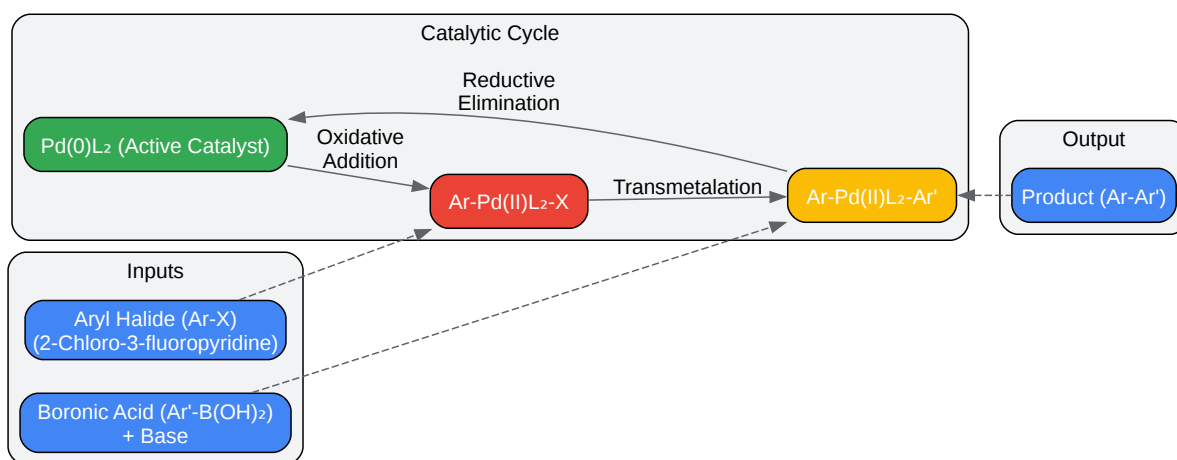 Catalytic Cycle
Reductive
Elimination
Pd(0)L₂ (Active Catalyst)
Oxidative
Addition
Ar-Pd(II)L₂-X
Transmetalation
Ar-Pd(II)L₂-Ar'
Output
Product (Ar-Ar')
Inputs
Aryl Halide (Ar-X)
(2-Chloro-3-fluoropyridine)
Boronic Acid (Ar'-B(OH)₂)
+ Base